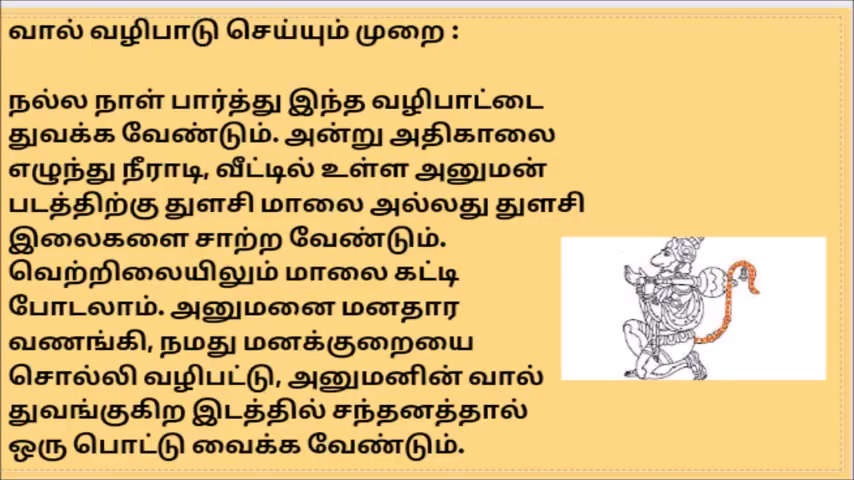 வால் வழிபாடு செய்யும் முறை :
நல்ல நாள் பார்த்து இந்த வழிபாட்டை
துவக்க வேண்டும். அன்று அதிகாலை
எழுந்து நீராடி, வீட்டில் உள்ள அனுமன்
படத்திற்கு துளசி மாலை அல்லது துளசி
இலைகளை சாற்ற வேண்டும்.
வெற்றிலையிலும் மாலை கட்டி
போடலாம். அனுமனை மனதார
வணங்கி, நமது மனக்குறையை
சொல்லி வழிபட்டு, அனுமனின் வால்
துவங்குகிற இடத்தில் சந்தனத்தால்
ஒரு பொட்டு வைக்க வேண்டும்.